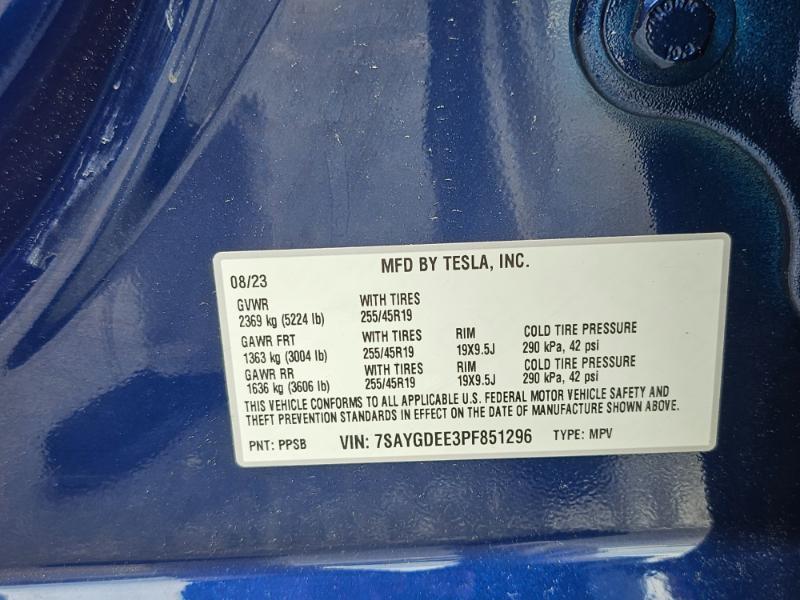 MFD BY TESLA, INC.
08/23
GVWR WITH TIRES
2369 kg (5224 lb) 255/45R19
GAWR FRT WITH TIRES RIM COLD TIRE PRESSURE
1363 kg (3004 lb) 255/45R19 19X9.5J 290 kPa, 42 psi
GAWR RR WITH TIRES RIM COLD TIRE PRESSURE
1636 kg (3606 lb) 255/45R19 19X9.5J 290 kPa, 42 psi
THIS VEHICLE CONFORMS TO ALL APPLICABLE U.S. FEDERAL MOTOR VEHICLE SAFETY AND
THEFT PREVENTION STANDARDS IN EFFECT ON THE DATE OF MANUFACTURE SHOWN ABOVE.
PNT: PPSB VIN: 7SAYGDEE3PF851296 TYPE: MPV